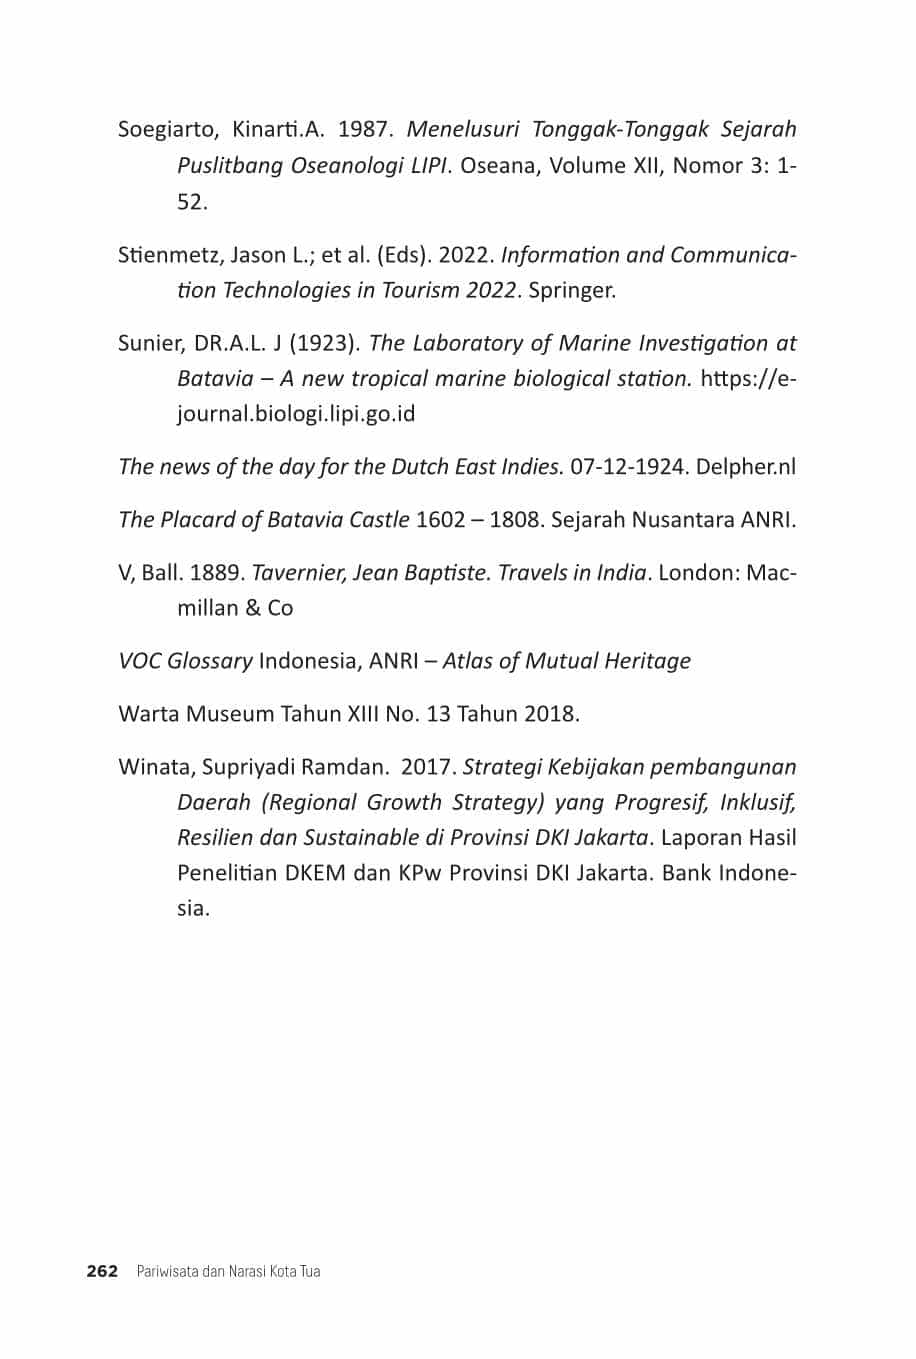 Soegiarto, Kinarti.A. 1987. Menelusuri Tonggak-Tonggak Sejarah
Puslitbang Oseanologi LIPI. Oseana, Volume XII, Nomor 3: 1-
52.
Stienmetz, Jason L.; et al. (Eds). 2022. Information and Communica-
tion Technologies in Tourism 2022. Springer.
Sunier, DR.A.L. J (1923). The Laboratory of Marine Investigation at
Batavia – A new tropical marine biological station. https://e-
journal.biologi.lipi.go.id
The news of the day for the Dutch East Indies. 07-12-1924. Delpher.nl
The Placard of Batavia Castle 1602 – 1808. Sejarah Nusantara ANRI.
V, Ball. 1889. Tavernier, Jean Baptiste. Travels in India. London: Mac-
millan & Co
VOC Glossary Indonesia, ANRI – Atlas of Mutual Heritage
Warta Museum Tahun XIII No. 13 Tahun 2018.
Winata, Supriyadi Ramdan. 2017. Strategi Kebijakan pembangunan
Daerah (Regional Growth Strategy) yang Progresif, Inklusif,
Resilien dan Sustainable di Provinsi DKI Jakarta. Laporan Hasil
Penelitian DKEM dan KPw Provinsi DKI Jakarta. Bank Indone-
sia.
262 Pariwisata dan Narasi Kota Tua